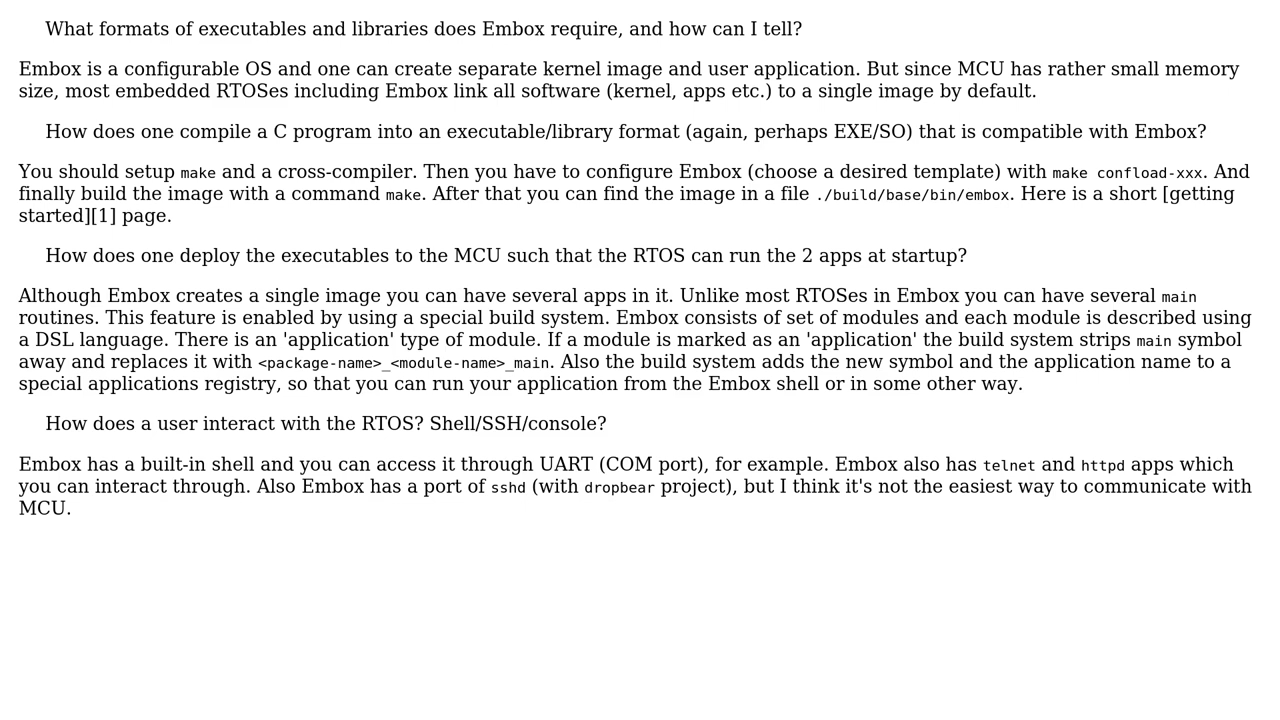 What formats of executables and libraries does Embox require, and how can I tell?
Embox is a configurable OS and one can create separate kernel image and user application. But since MCU has rather small memory
size, most embedded RTOSes including Embox link all software (kernel, apps etc.) to a single image by default.
How does one compile a C program into an executable/library format (again, perhaps EXE/SO) that is compatible with Embox?
You should setup make and a cross-compiler. Then you have to configure Embox (choose a desired template) with make confload-xxx. And
finally build the image with a command make. After that you can find the image in a file ./build/base/bin/embox. Here is a short [getting
started][1] page.
How does one deploy the executables to the MCU such that the RTOS can run the 2 apps at startup?
Although Embox creates a single image you can have several apps in it. Unlike most RTOSes in Embox you can have several main
routines. This feature is enabled by using a special build system. Embox consists of set of modules and each module is described using
a DSL language. There is an 'application' type of module. If a module is marked as an 'application' the build system strips main symbol
away and replaces it with <package-name>_<module-name>_main. Also the build system adds the new symbol and the application name to a
special applications registry, so that you can run your application from the Embox shell or in some other way.
How does a user interact with the RTOS? Shell/SSH/console?
Embox has a built-in shell and you can access it through UART (COM port), for example. Embox also has telnet and httpd apps which
you can interact through. Also Embox has a port of sshd (with dropbear project), but I think it's not the easiest way to communicate with
MCU.